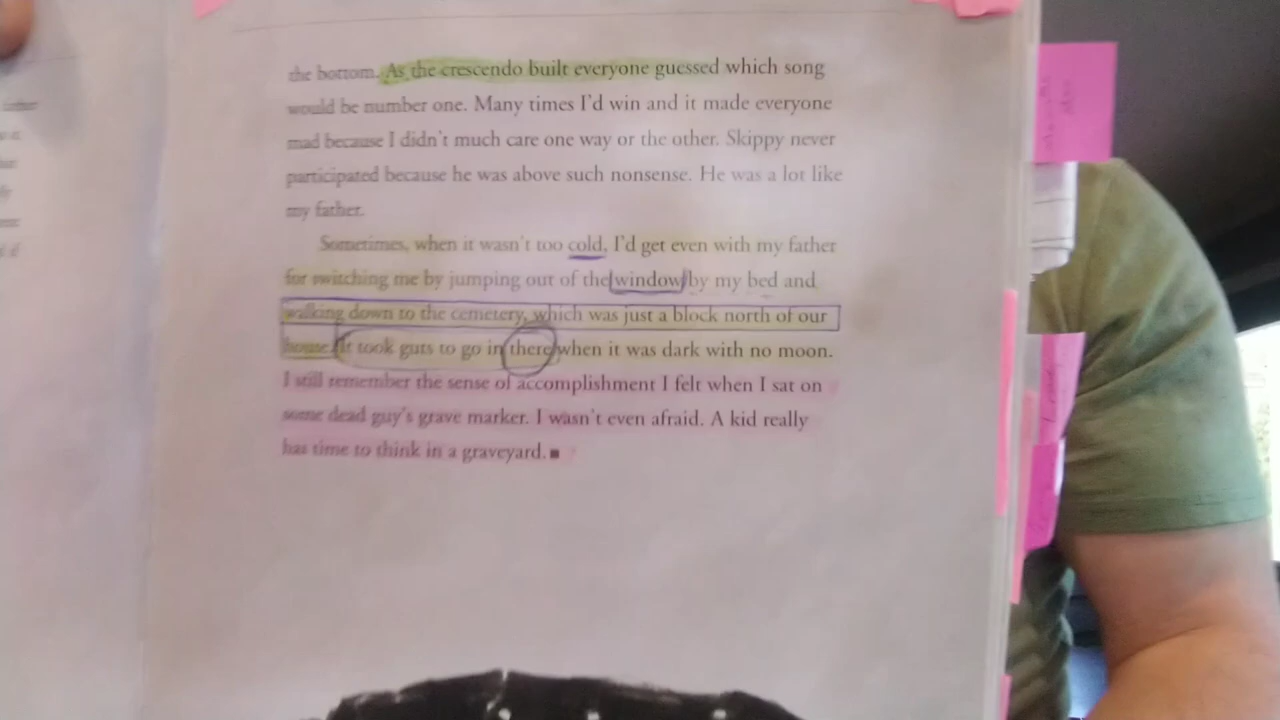 the bottom. As the crescendo built everyone guessed which song
would be number one. Many times I'd win and it made everyone
mad because I didn't much care one way or the other. Skippy never
participated because he was above such nonsense. He was a lot like
my father.
Sometimes, when it wasn't too cold, I'd get even with my father
for switching me by jumping out of the window by my bed and
walking down to the cemetery, which was just a block north of our
house. It took guts to go in there when it was dark with no moon.
I still remember the sense of accomplishment I felt when I sat on
some dead guy's grave marker. I wasn't even afraid. A kid really
has time to think in a graveyard. ■